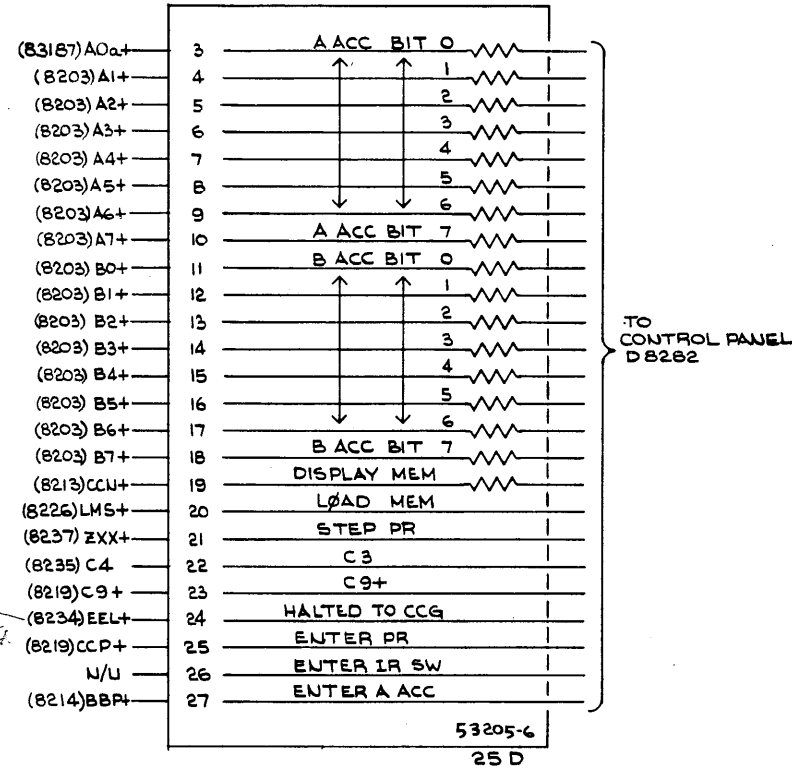 (83187) A0a+ 3 A ACC BIT 0
(8203) A1+ 4 1
(8203) A2+ 5 2
(8203) A3+ 6 3
(8203) A4+ 7 4
(8203) A5+ 8 5
(8203) A6+ 9 6
(8203) A7+ 10 A ACC BIT 7
(8203) B0+ 11 B ACC BIT 0
(8203) B1+ 12 1
(8203) B2+ 13 2
(8203) B3+ 14 3
(8203) B4+ 15 4
(8203) B5+ 16 5
(8203) B6+ 17 6
(8203) B7+ 18 B ACC BIT 7
(8213) CCN+ 19 DISPLAY MEM
(8226) LMS+ 20 LØAD MEM
(8237) ZXX+ 21 STEP PR
(8235) C4 22 C3
(8219) C9+ 23 C9+
(8234) EEL+ 24 HALTED TO CCG
(8219) CCP+ 25 ENTER PR
N/U 26 ENTER IR SW
(8214) BBP+ 27 ENTER A ACC
TO
CONTROL PANEL
D8282
53205-6
25 D